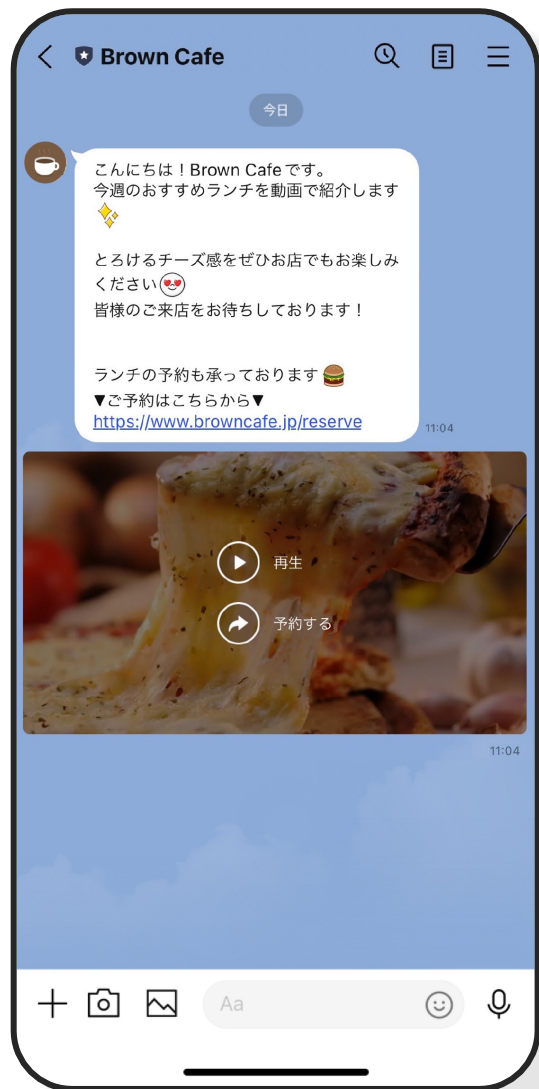 Brown Cafe
今日
こんにちは！Brown Cafeです。
今週のおすすめランチを動画で紹介します
✨
とろけるチーズ感をぜひお店でもお楽しみ
ください😍
皆様のご来店をお待ちしております！
ランチの予約も承っております🍔
▼ご予約はこちらから▼
https://www.browncafe.jp/reserve
11:04
再生
予約する
11:04
Aa